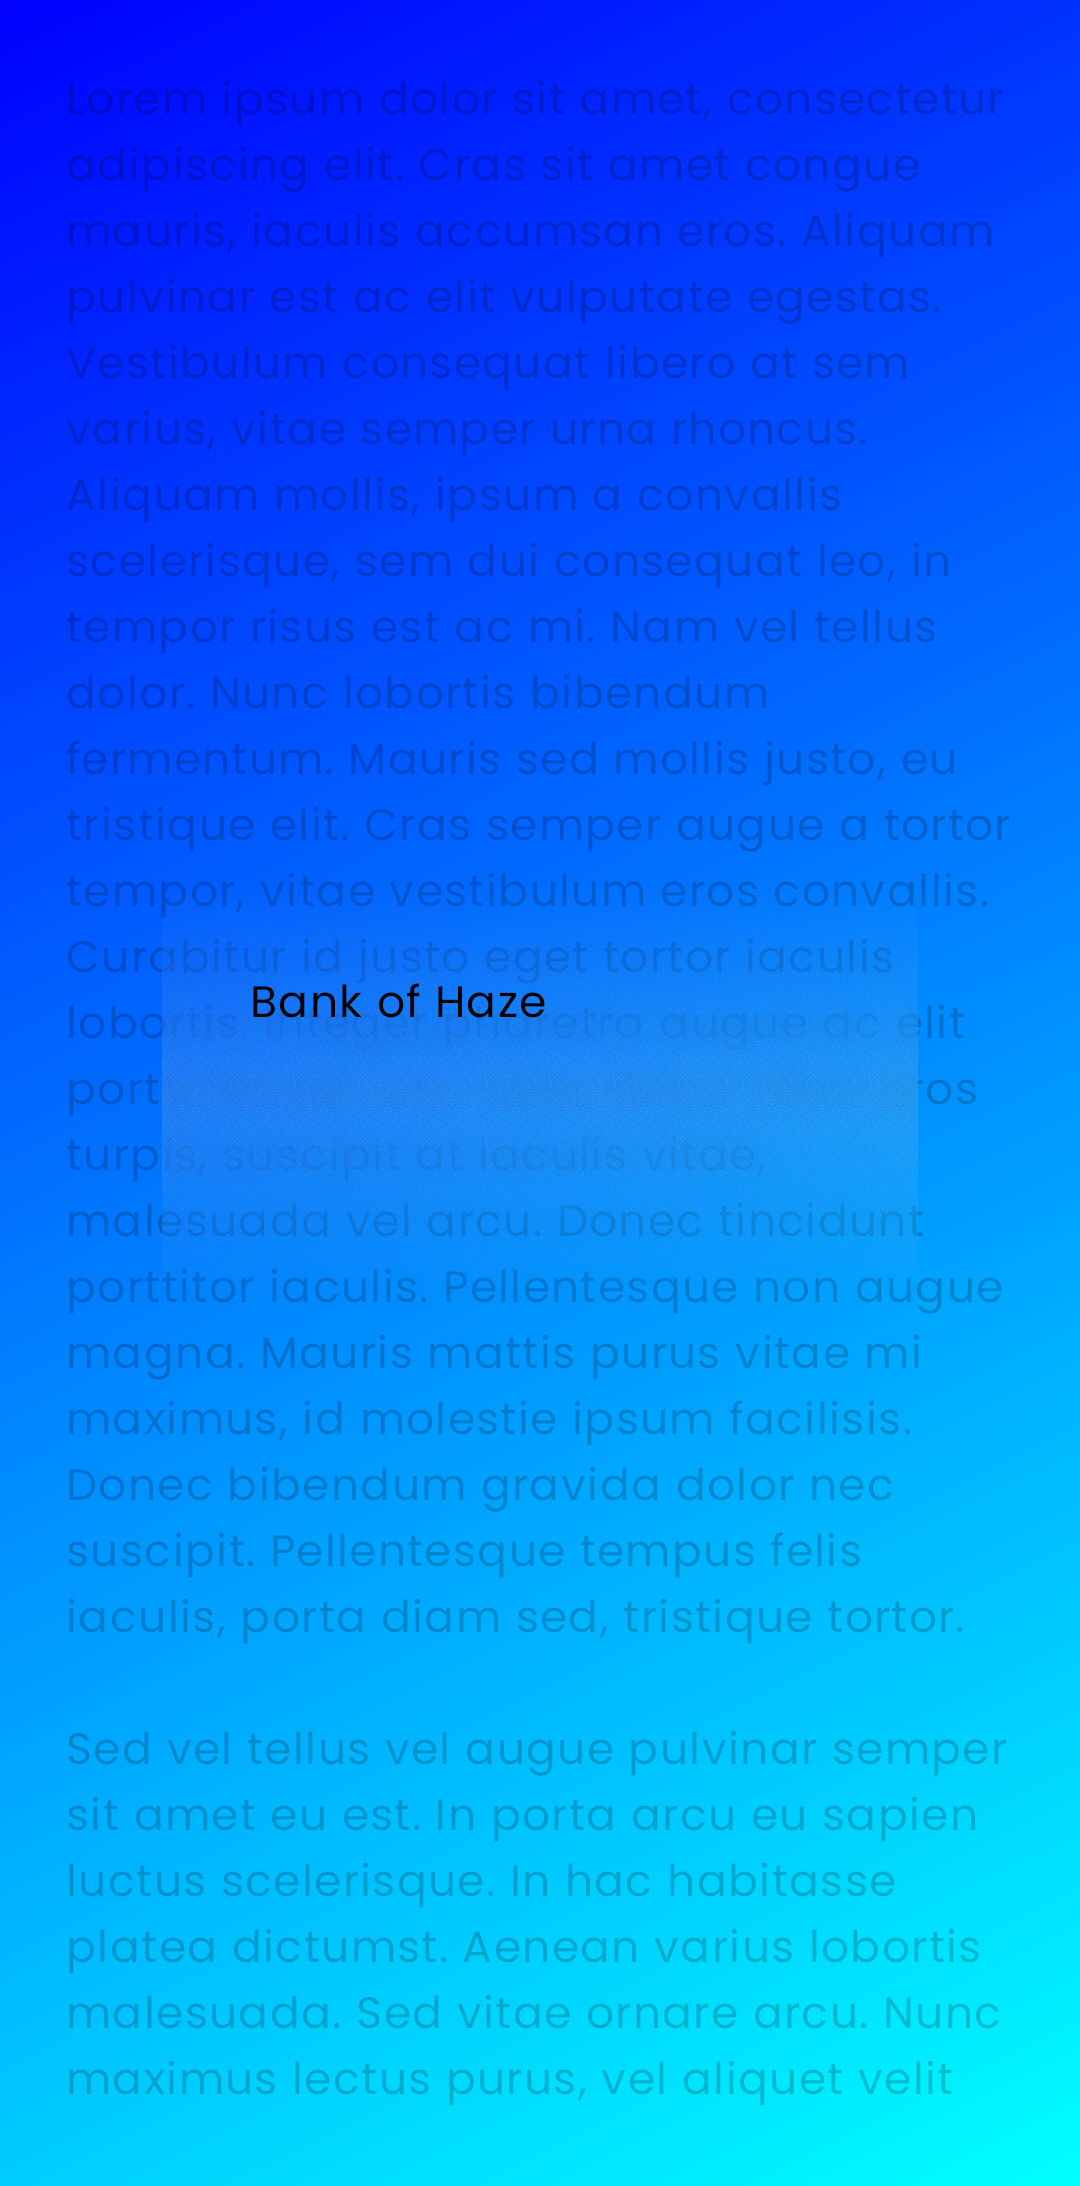 Lorem ipsum dolor sit amet, consectetur
adipiscing elit. Cras sit amet congue
mauris, iaculis accumsan eros. Aliquam
pulvinar est ac elit vulputate egestas.
Vestibulum consequat libero at sem
varius, vitae semper urna rhoncus.
Aliquam mollis, ipsum a convallis
scelerisque, sem dui consequat leo, in
tempor risus est ac mi. Nam vel tellus
dolor. Nunc lobortis bibendum
fermentum. Mauris sed mollis justo, eu
tristique elit. Cras semper augue a tortor
tempor, vitae vestibulum eros convallis.
Curabitur id justo eget tortor iaculis
Bank of Haze
lobortis. Integer pharetra augue ac elit
turpis, suscipit at iaculis vitae,
malesuada vel arcu. Donec tincidunt
porttitor iaculis. Pellentesque non augue
magna. Mauris mattis purus vitae mi
maximus, id molestie ipsum facilisis.
Donec bibendum gravida dolor nec
suscipit. Pellentesque tempus felis
iaculis, porta diam sed, tristique tortor.
Sed vel tellus vel augue pulvinar semper
sit amet eu est. In porta arcu eu sapien
luctus scelerisque. In hac habitasse
platea dictumst. Aenean varius lobortis
malesuada. Sed vitae ornare arcu. Nunc
maximus lectus purus, vel aliquet velit